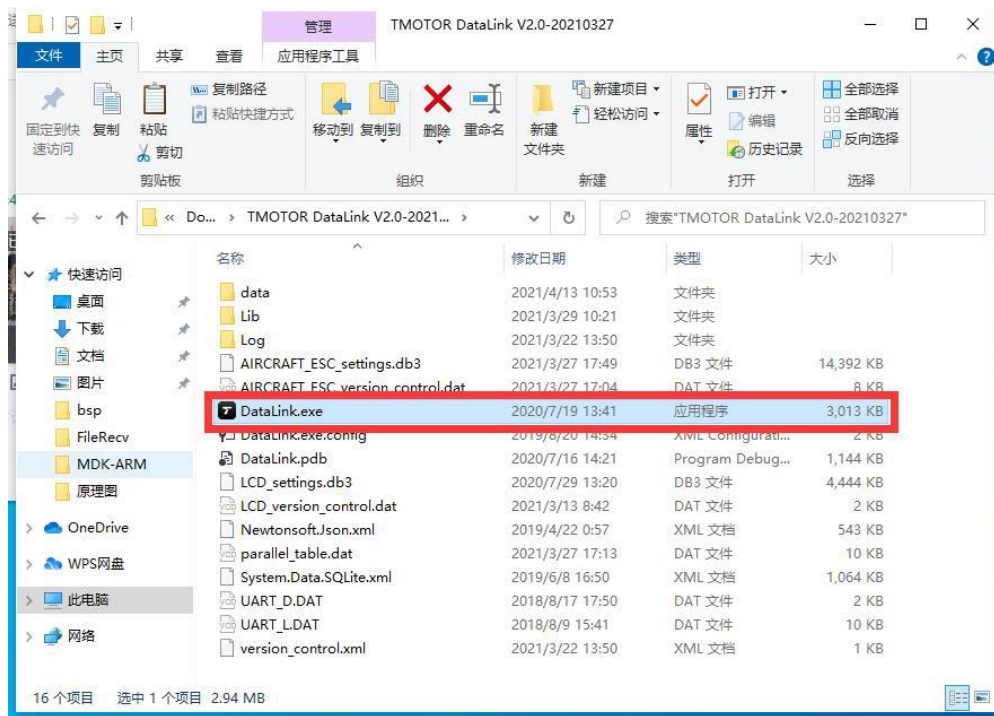 管理
TMOTOR DataLink V2.0-20210327
文件 主页 共享 查看 应用程序工具
固定到快速访问
复制
粘贴
复制路径
粘贴快捷方式
剪切
剪贴板
移动到 复制到 删除 重命名
组织
新建文件夹
新建项目
轻松访问
新建
属性
打开
编辑
历史记录
打开
全部选择
全部取消
反向选择
选择
« Do... › TMOTOR DataLink V2.0-2021... ›
搜索"TMOTOR DataLink V2.0-20210327"
快速访问
桌面
下载
文档
图片
bsp
FileRecv
MDK-ARM
原理图
OneDrive
WPS网盘
此电脑
网络
名称 修改日期 类型 大小
data 2021/4/13 10:53 文件夹
Lib 2021/3/29 10:21 文件夹
Log 2021/3/22 13:50 文件夹
AIRCRAFT_ESC_settings.db3 2021/3/27 17:49 DB3 文件 14,392 KB
AIRCRAFT_ESC_version_control.dat 2021/3/27 17:04 DAT 文件 8 KB
DataLink.exe 2020/7/19 13:41 应用程序 3,013 KB
DataLink.exe.config 2019/6/20 14:34 XML Configurati... 2 KB
DataLink.pdb 2020/7/16 14:21 Program Debug... 1,144 KB
LCD_settings.db3 2020/7/29 13:20 DB3 文件 4,444 KB
LCD_version_control.dat 2021/3/13 8:42 DAT 文件 2 KB
Newtonsoft.Json.xml 2019/4/22 0:57 XML 文档 543 KB
parallel_table.dat 2021/3/27 17:13 DAT 文件 10 KB
System.Data.SQLite.xml 2019/6/8 16:50 XML 文档 1,064 KB
UART_D.DAT 2018/8/17 17:50 DAT 文件 2 KB
UART_L.DAT 2018/8/9 15:41 DAT 文件 10 KB
version_control.xml 2021/3/22 13:50 XML 文档 1 KB
16 个项目 选中 1 个项目 2.94 MB